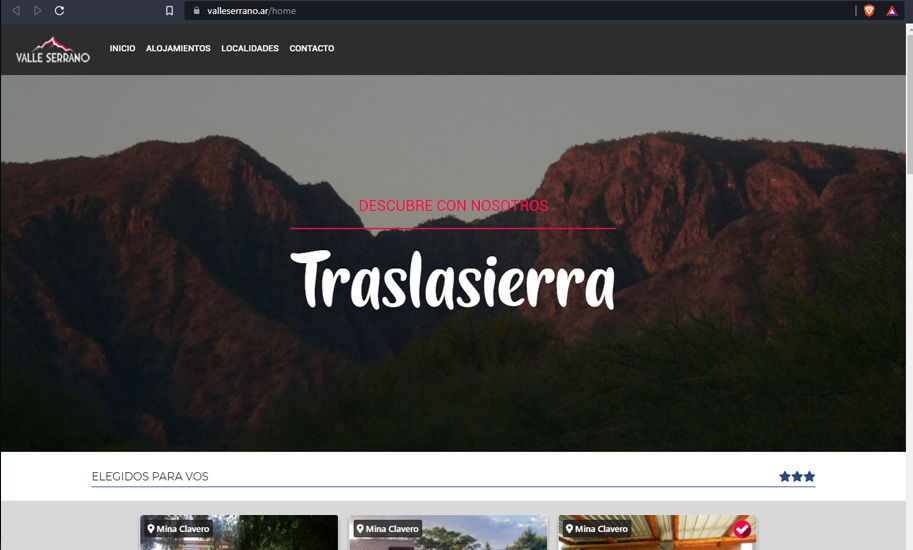 valleserrano.ar/home
VALLE SERRANO
INICIO ALOJAMIENTOS LOCALIDADES CONTACTO
DESCUBRE CON NOSOTROS
Traslasierra
ELEGIDOS PARA VOS
Mina Clavero Mina Clavero Mina Clavero